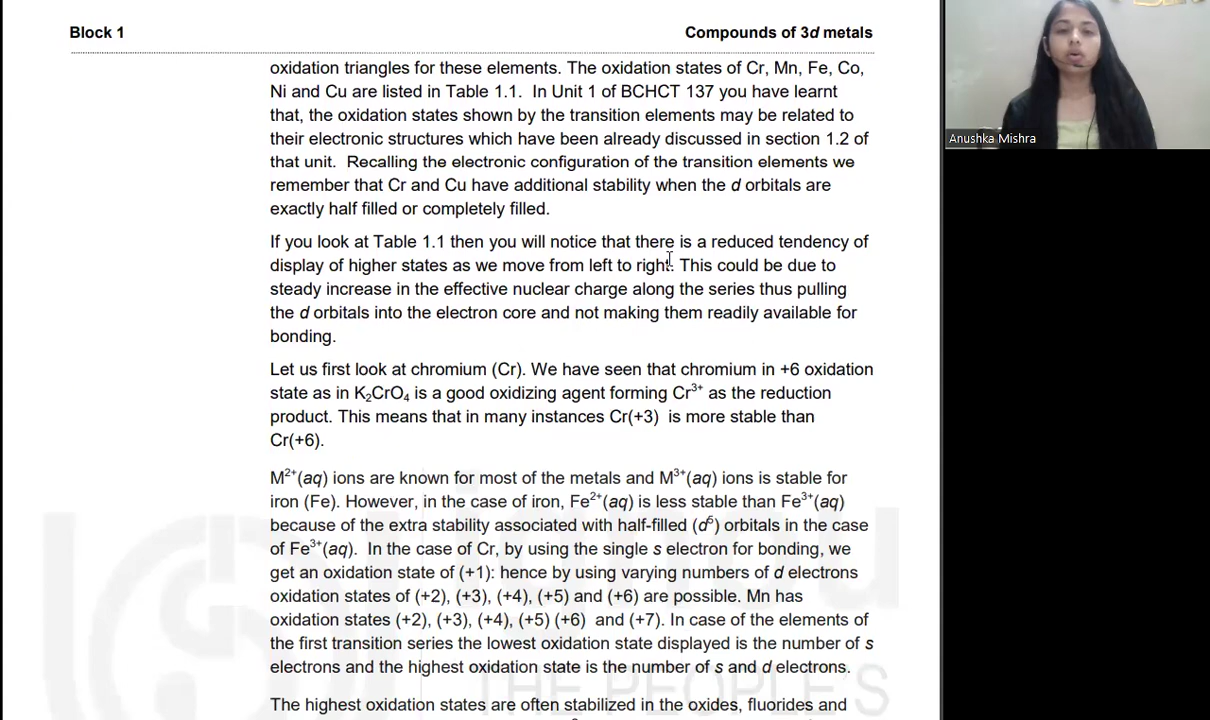 Block 1
Compounds of 3d metals
Anushka Mishra
oxidation triangles for these elements. The oxidation states of Cr, Mn, Fe, Co,
Ni and Cu are listed in Table 1.1. In Unit 1 of BCHCT 137 you have learnt
that, the oxidation states shown by the transition elements may be related to
their electronic structures which have been already discussed in section 1.2 of
that unit. Recalling the electronic configuration of the transition elements we
remember that Cr and Cu have additional stability when the d orbitals are
exactly half filled or completely filled.
If you look at Table 1.1 then you will notice that there is a reduced tendency of
display of higher states as we move from left to right. This could be due to
steady increase in the effective nuclear charge along the series thus pulling
the d orbitals into the electron core and not making them readily available for
bonding.
Let us first look at chromium (Cr). We have seen that chromium in +6 oxidation
state as in K₂CrO₄ is a good oxidizing agent forming Cr³⁺ as the reduction
product. This means that in many instances Cr(+3) is more stable than
Cr(+6).
M²⁺(aq) ions are known for most of the metals and M³⁺(aq) ions is stable for
iron (Fe). However, in the case of iron, Fe²⁺(aq) is less stable than Fe³⁺(aq)
because of the extra stability associated with half-filled (d⁵) orbitals in the case
of Fe³⁺(aq). In the case of Cr, by using the single s electron for bonding, we
get an oxidation state of (+1): hence by using varying numbers of d electrons
oxidation states of (+2), (+3), (+4), (+5) and (+6) are possible. Mn has
oxidation states (+2), (+3), (+4), (+5) (+6) and (+7). In case of the elements of
the first transition series the lowest oxidation state displayed is the number of s
electrons and the highest oxidation state is the number of s and d electrons.
THE PEOPLE'S
The highest oxidation states are often stabilized in the oxides, fluorides and